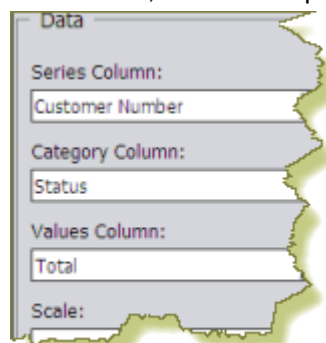 Data
Series Column:
Customer Number
Category Column:
Status
Values Column:
Total
Scale: